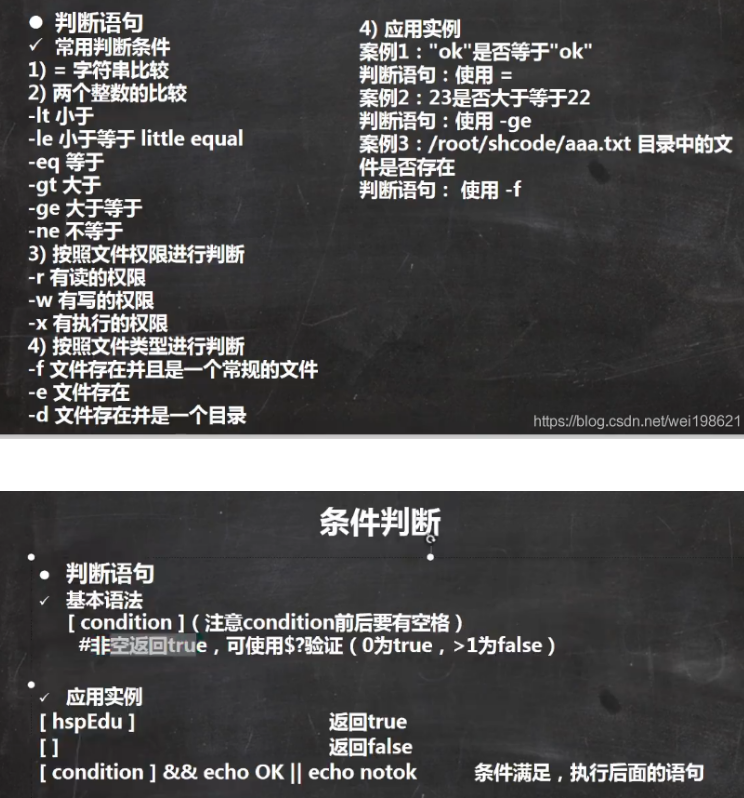 ● 判断语句
✓ 常用判断条件
1) = 字符串比较
2) 两个整数的比较
-lt 小于
-le 小于等于 little equal
-eq 等于
-gt 大于
-ge 大于等于
-ne 不等于
3) 按照文件权限进行判断
-r 有读的权限
-w 有写的权限
-x 有执行的权限
4) 按照文件类型进行判断
-f 文件存在并且是一个常规的文件
-e 文件存在
-d 文件存在并是一个目录
4) 应用实例
案例1："ok"是否等于"ok"
判断语句：使用 =
案例2：23是否大于等于22
判断语句：使用 -ge
案例3：/root/shcode/aaa.txt 目录中的文
件是否存在
判断语句： 使用 -f
https://blog.csdn.net/wei198621
条件判断
● 判断语句
✓ 基本语法
[ condition ]（注意condition前后要有空格）
#非空返回true，可使用$?验证（0为true，>1为false）
✓ 应用实例
[ hspEdu ] 返回true
[ ] 返回false
[ condition ] && echo OK || echo notok 条件满足，执行后面的语句